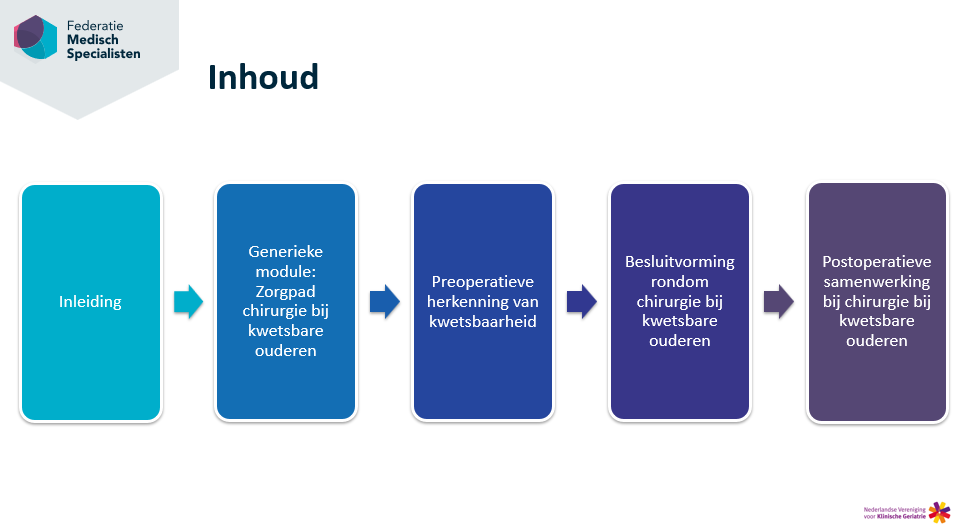 Federatie
Medisch
Specialisten
Inhoud
Inleiding
Generieke
module:
Zorgpad
chirurgie bij
kwetsbare
ouderen
Preoperatieve
herkenning van
kwetsbaarheid
Besluitvorming
rondom
chirurgie bij
kwetsbare
ouderen
Postoperatieve
samenwerking
bij chirurgie bij
kwetsbare
ouderen
Nederlandse Vereniging
voor Klinische Geriatrie